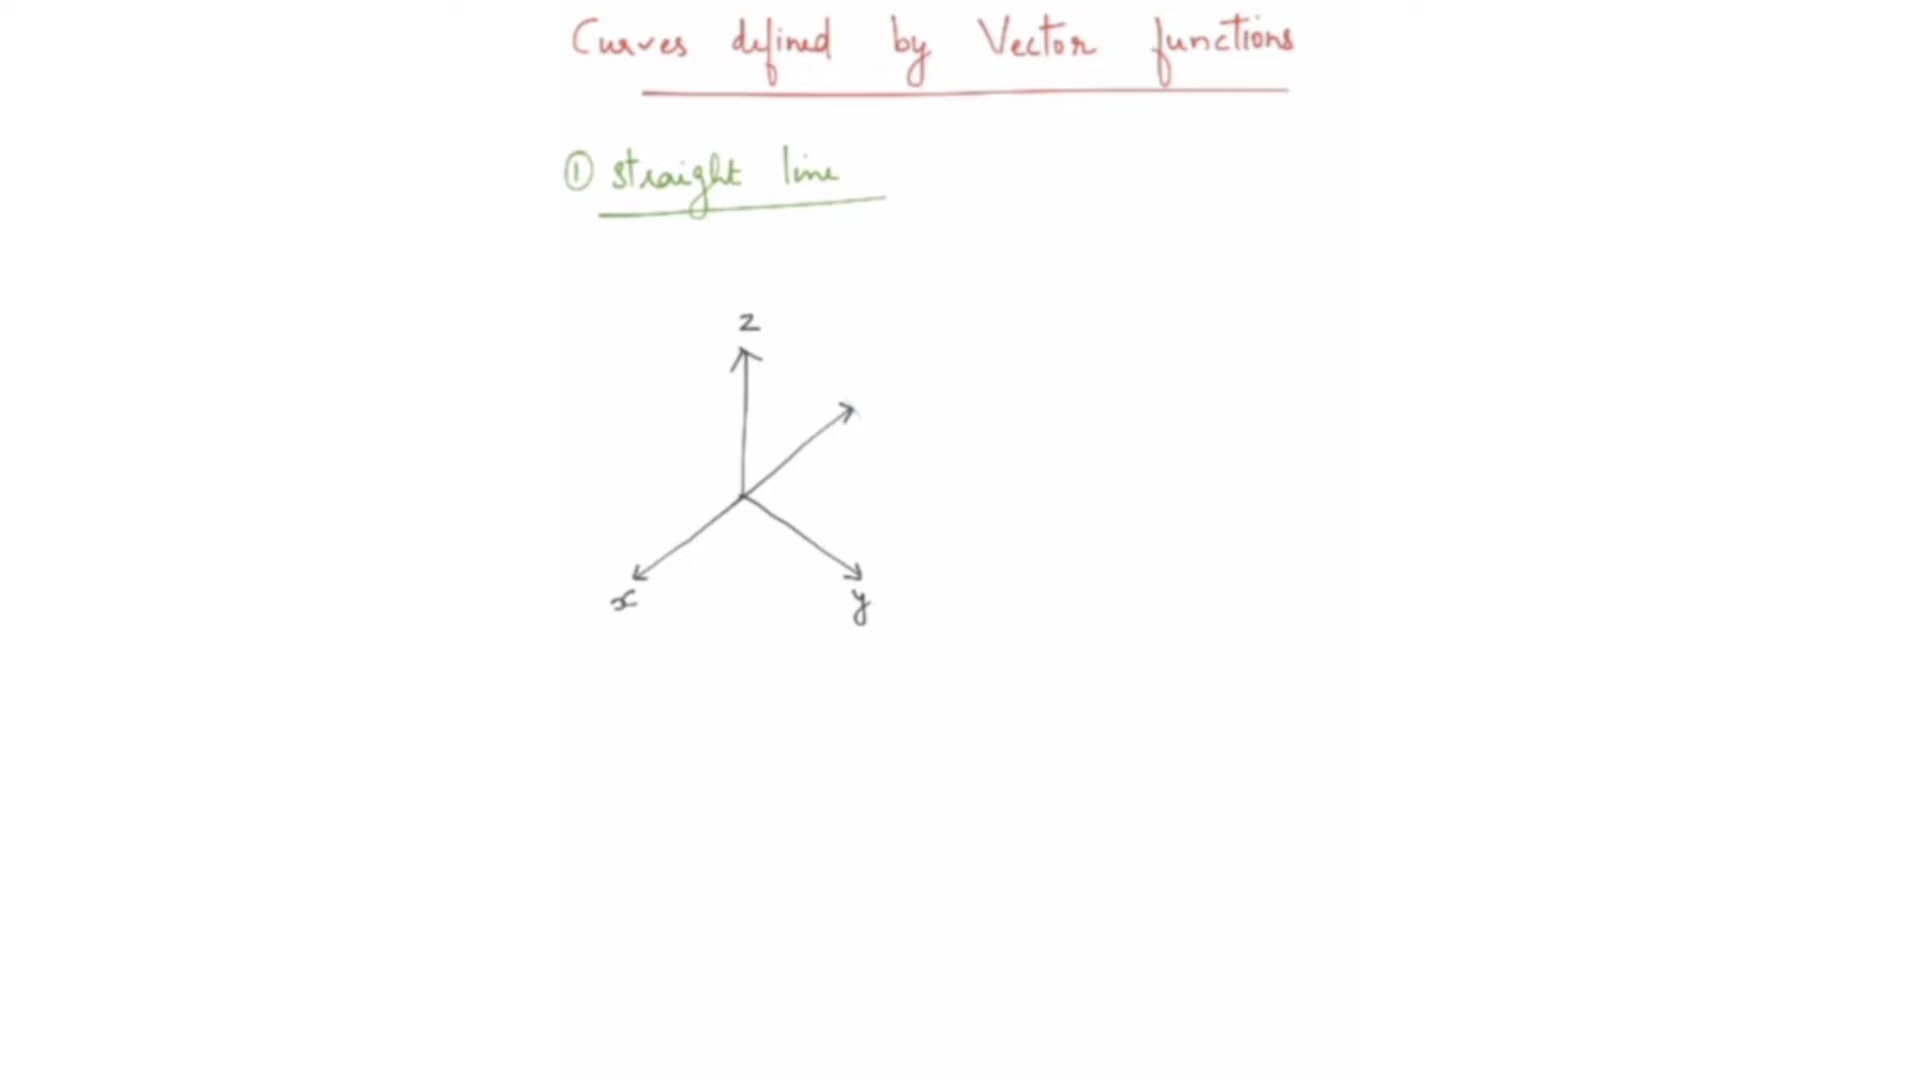 Curves defined by Vector functions
① straight line
z
x
y